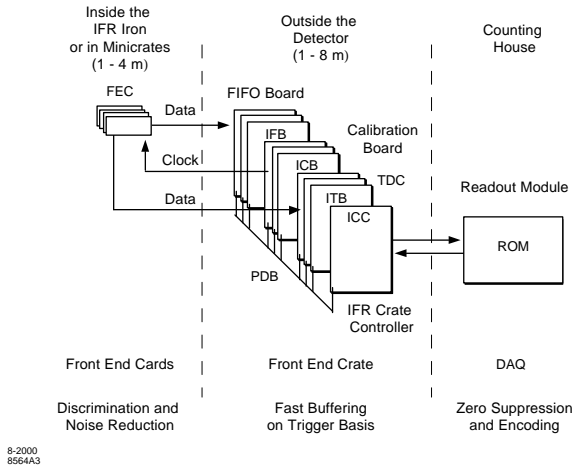 Inside the
IFR Iron
or in Minicrates
(1 - 4 m)
Outside the
Detector
(1 - 8 m)
Counting
House
FEC
Data
Clock
Data
FIFO Board
IFB
ICB
ITB
ICC
Calibration
Board
TDC
PDB
IFR Crate
Controller
Readout Module
ROM
Front End Cards
Front End Crate
DAQ
Discrimination and
Noise Reduction
Fast Buffering
on Trigger Basis
Zero Suppression
and Encoding
8-2000
8564A3